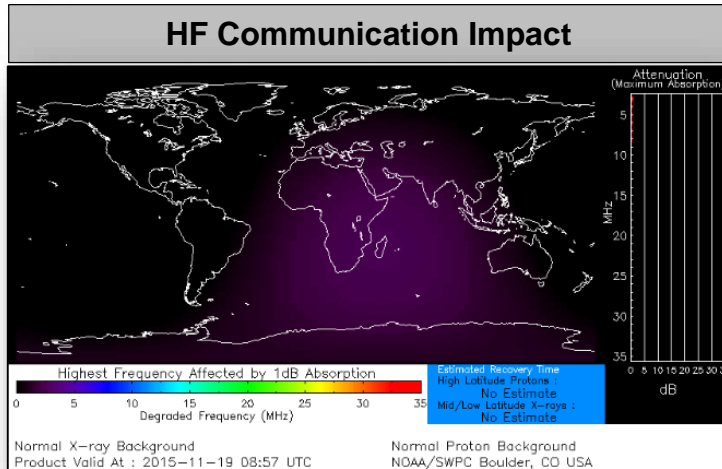 HF Communication Impact
Attenuation
(Maximum Absorption)
5
10
15
20
25
30
35
MHz
0 5 10 15 20 25 30
dB
Highest Frequency Affected by 1dB Absorption
0 5 10 15 20 25 30 35
Degraded Frequency (MHz)
Estimated Recovery Time
High Latitude Protons :
No Estimate
Mid/Low Latitude X-rays :
No Estimate
Normal X-ray Background
Product Valid At : 2015-11-19 08:57 UTC
Normal Proton Background
NOAA/SWPC Boulder, CO USA